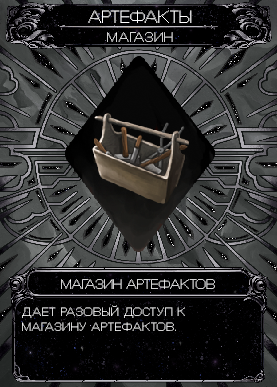 АРТЕФАКТЫ
МАГАЗИН
МАГАЗИН АРТЕФАКТОВ
ДАЕТ РАЗОВЫЙ ДОСТУП К
МАГАЗИНУ АРТЕФАКТОВ.